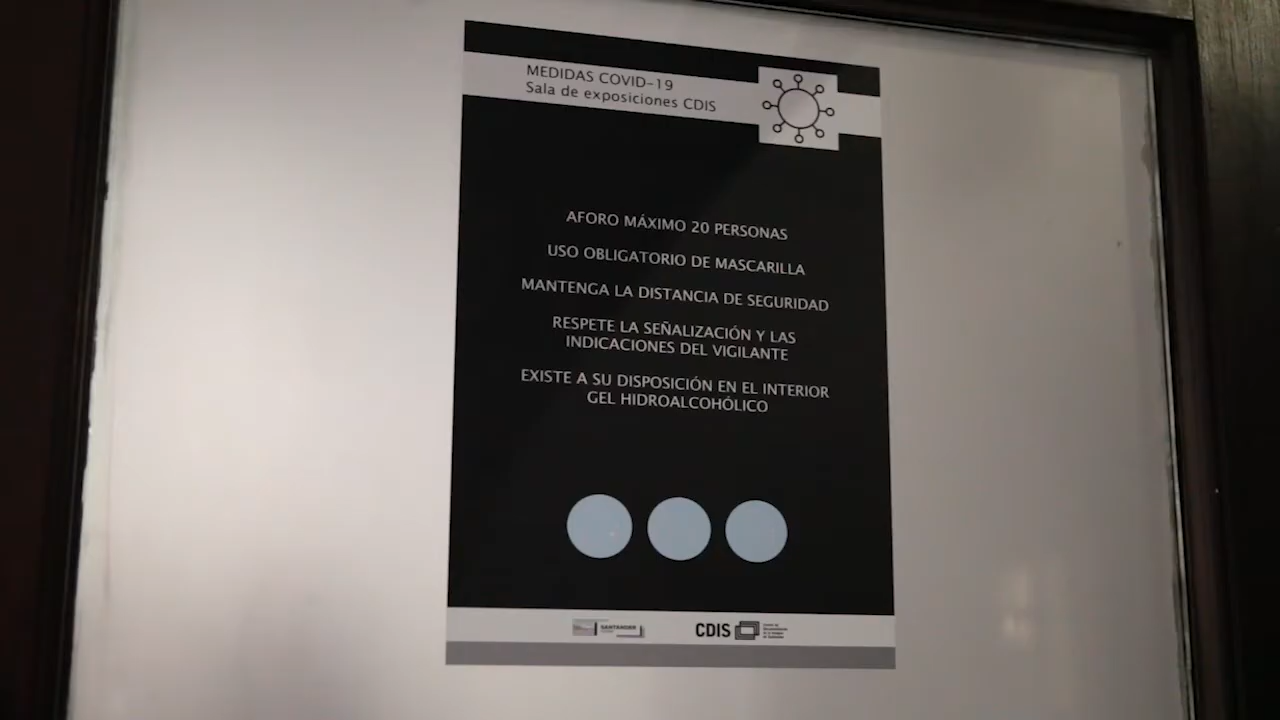 MEDIDAS COVID-19
Sala de exposiciones CDIS
AFORO MÁXIMO 20 PERSONAS
USO OBLIGATORIO DE MASCARILLA
MANTENGA LA DISTANCIA DE SEGURIDAD
RESPETE LA SEÑALIZACIÓN Y LAS
INDICACIONES DEL VIGILANTE
EXISTE A SU DISPOSICIÓN EN EL INTERIOR
GEL HIDROALCOHÓLICO
SANTANDER
CDIS